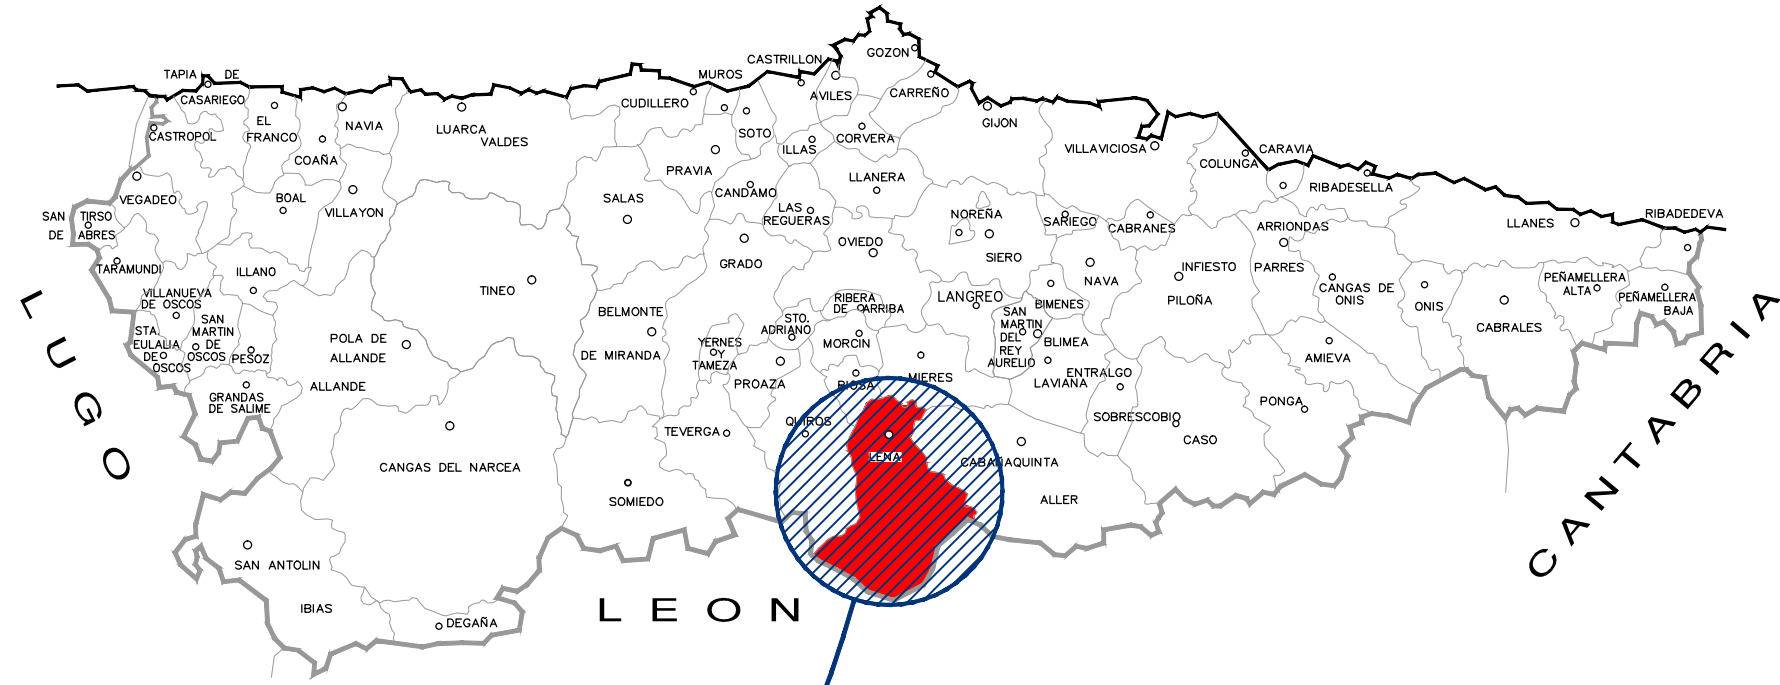 GOZON
CASTRILLON
TAPIA DE
CASARIEGO
MUROS
CUDILLERO
AVILES
CARREÑO
EL
FRANCO
NAVIA
LUARCA
VALDES
SOTO
CORVERA
GIJON
CASTROPOL
COAÑA
ILLAS
VILLAVICIOSA
COLUNGA
CARAVIA
PRAVIA
LLANERA
RIBADESELLA
VEGADEO
BOAL
VILLAYON
SALAS
CANDAMO
LAS
REGUERAS
NOREÑA
SARIEGO
CABRANES
ARRIONDAS
LLANES
RIBADEDEVA
SAN TIRSO
DE ABRES
OVIEDO
SIERO
TARAMUNDI
ILLANO
GRADO
NAVA
INFIESTO
PILOÑA
PARRES
CANGAS DE
ONIS
ONIS
PEÑAMELLERA
ALTA
PEÑAMELLERA
BAJA
VILLANUEVA
DE OSCOS
TINEO
BELMONTE
DE MIRANDA
RIBERA
DE ARRIBA
LANGREO
BIMENES
STO.
ADRIANO
SAN
MARTIN
DEL
REY
AURELIO
CABRALES
STA.
EULALIA
DE
OSCOS
SAN
MARTIN
DE
OSCOS
PESOZ
POLA DE
ALLANDE
ALLANDE
YERNES
Y
TAMEZA
MORCIN
BLIMEA
AMIEVA
PROAZA
RIOSA
MIERES
ENTRALGO
LAVIANA
GRANDAS
DE SALIME
PONGA
SOBRESCOBIO
TEVERGA
QUIROS
CASO
CANGAS DEL NARCEA
LENA
CABAÑAQUINTA
ALLER
SOMIEDO
SAN ANTOLIN
IBIAS
DEGAÑA
LUGO
LEON
CANTABRIA